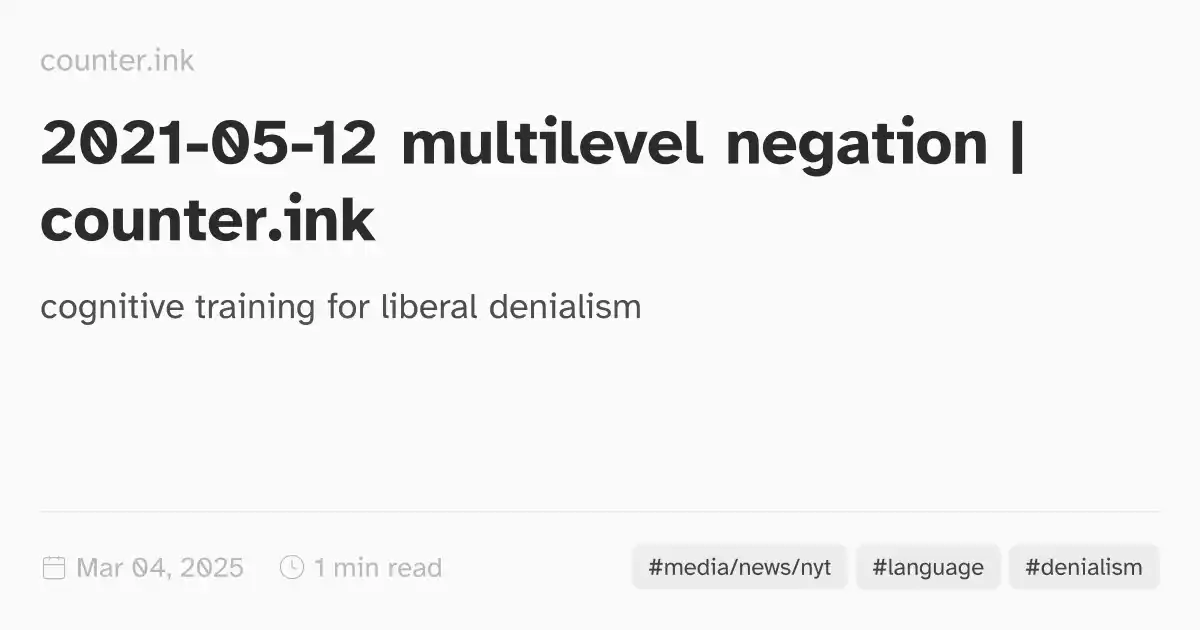 counter.ink
2021-05-12 multilevel negation |
counter.ink
cognitive training for liberal denialism
Mar 04, 2025 1 min read #media/news/nyt #language #denialism